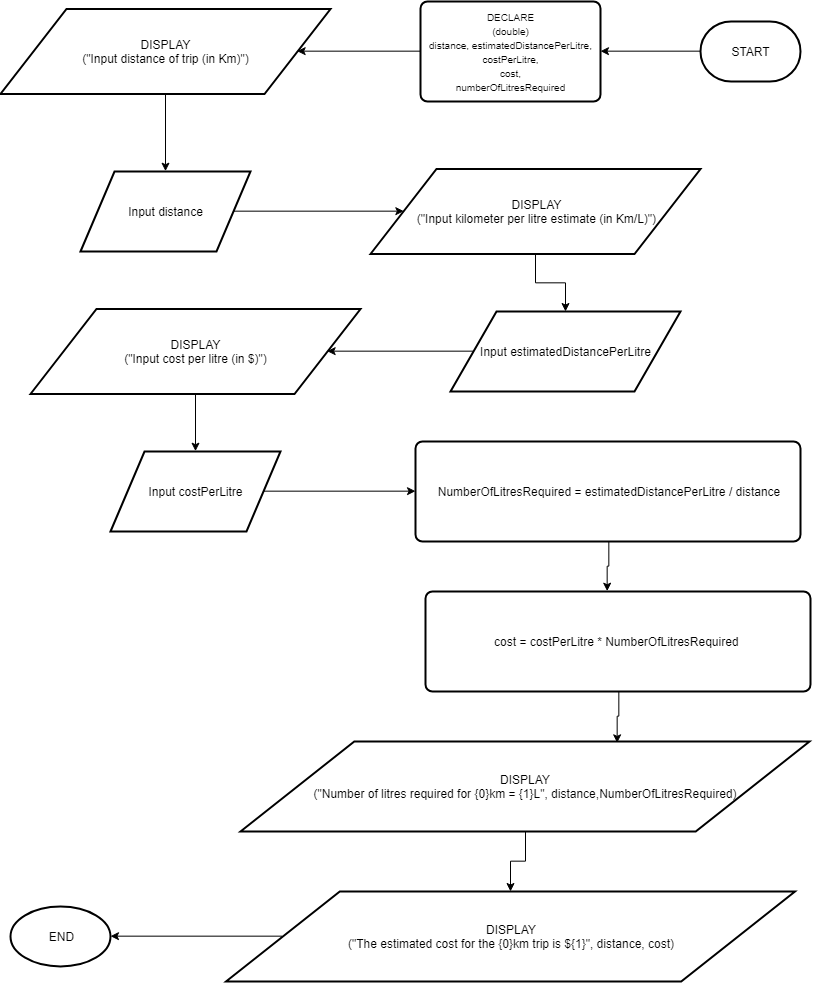 START
DECLARE
(double)
distance, estimatedDistancePerLitre,
costPerLitre,
cost,
numberOfLitresRequired
DISPLAY
("Input distance of trip (in Km)")
Input distance
DISPLAY
("Input kilometer per litre estimate (in Km/L)")
Input estimatedDistancePerLitre
DISPLAY
("Input cost per litre (in $)")
Input costPerLitre
NumberOfLitresRequired = estimatedDistancePerLitre / distance
cost = costPerLitre * NumberOfLitresRequired
DISPLAY
("Number of litres required for {0}km = {1}L", distance,NumberOfLitresRequired)
DISPLAY
("The estimated cost for the {0}km trip is ${1}", distance, cost)
END